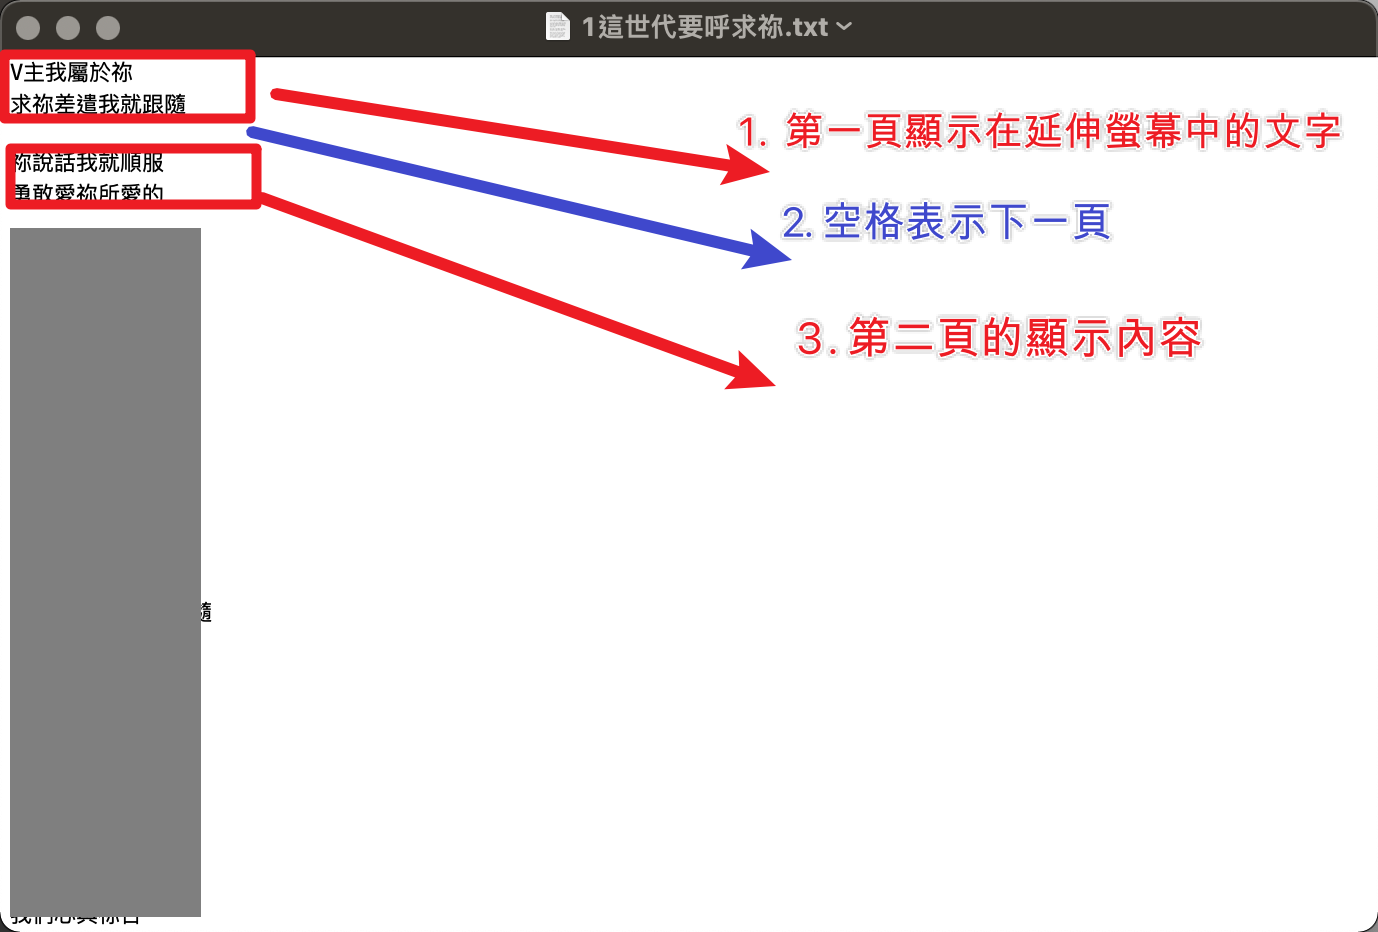 1這世代要呼求祢.txt
V主我屬於祢
求祢差遣我就跟隨
祢說話我就順服
勇敢愛祢所愛的
1. 第一頁顯示在延伸螢幕中的文字
2. 空格表示下一頁
3. 第二頁的顯示內容
隨